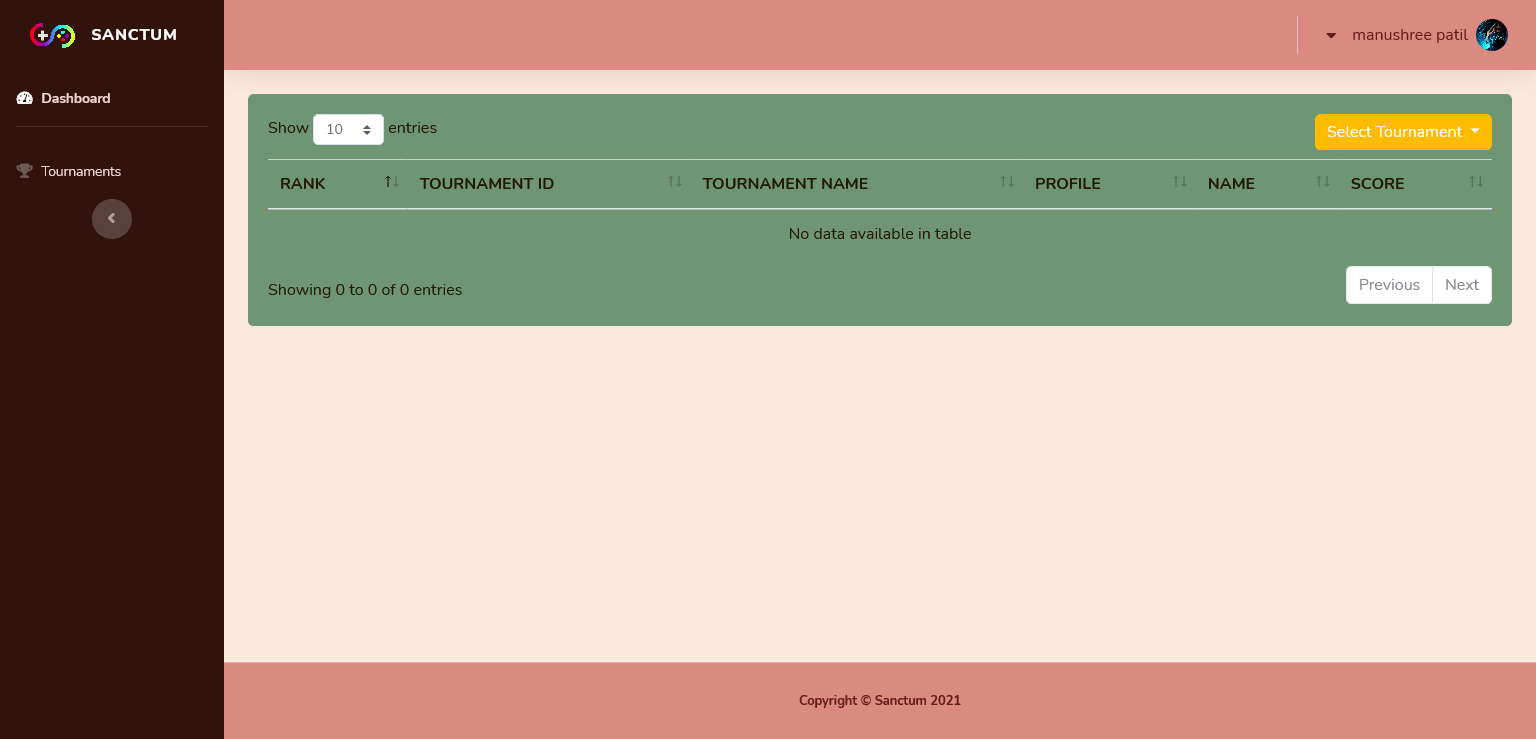 SANCTUM
manushree patil
Dashboard
Tournaments
Show 10 entries
Select Tournament
RANK TOURNAMENT ID TOURNAMENT NAME PROFILE NAME SCORE
No data available in table
Showing 0 to 0 of 0 entries
Previous Next
Copyright © Sanctum 2021